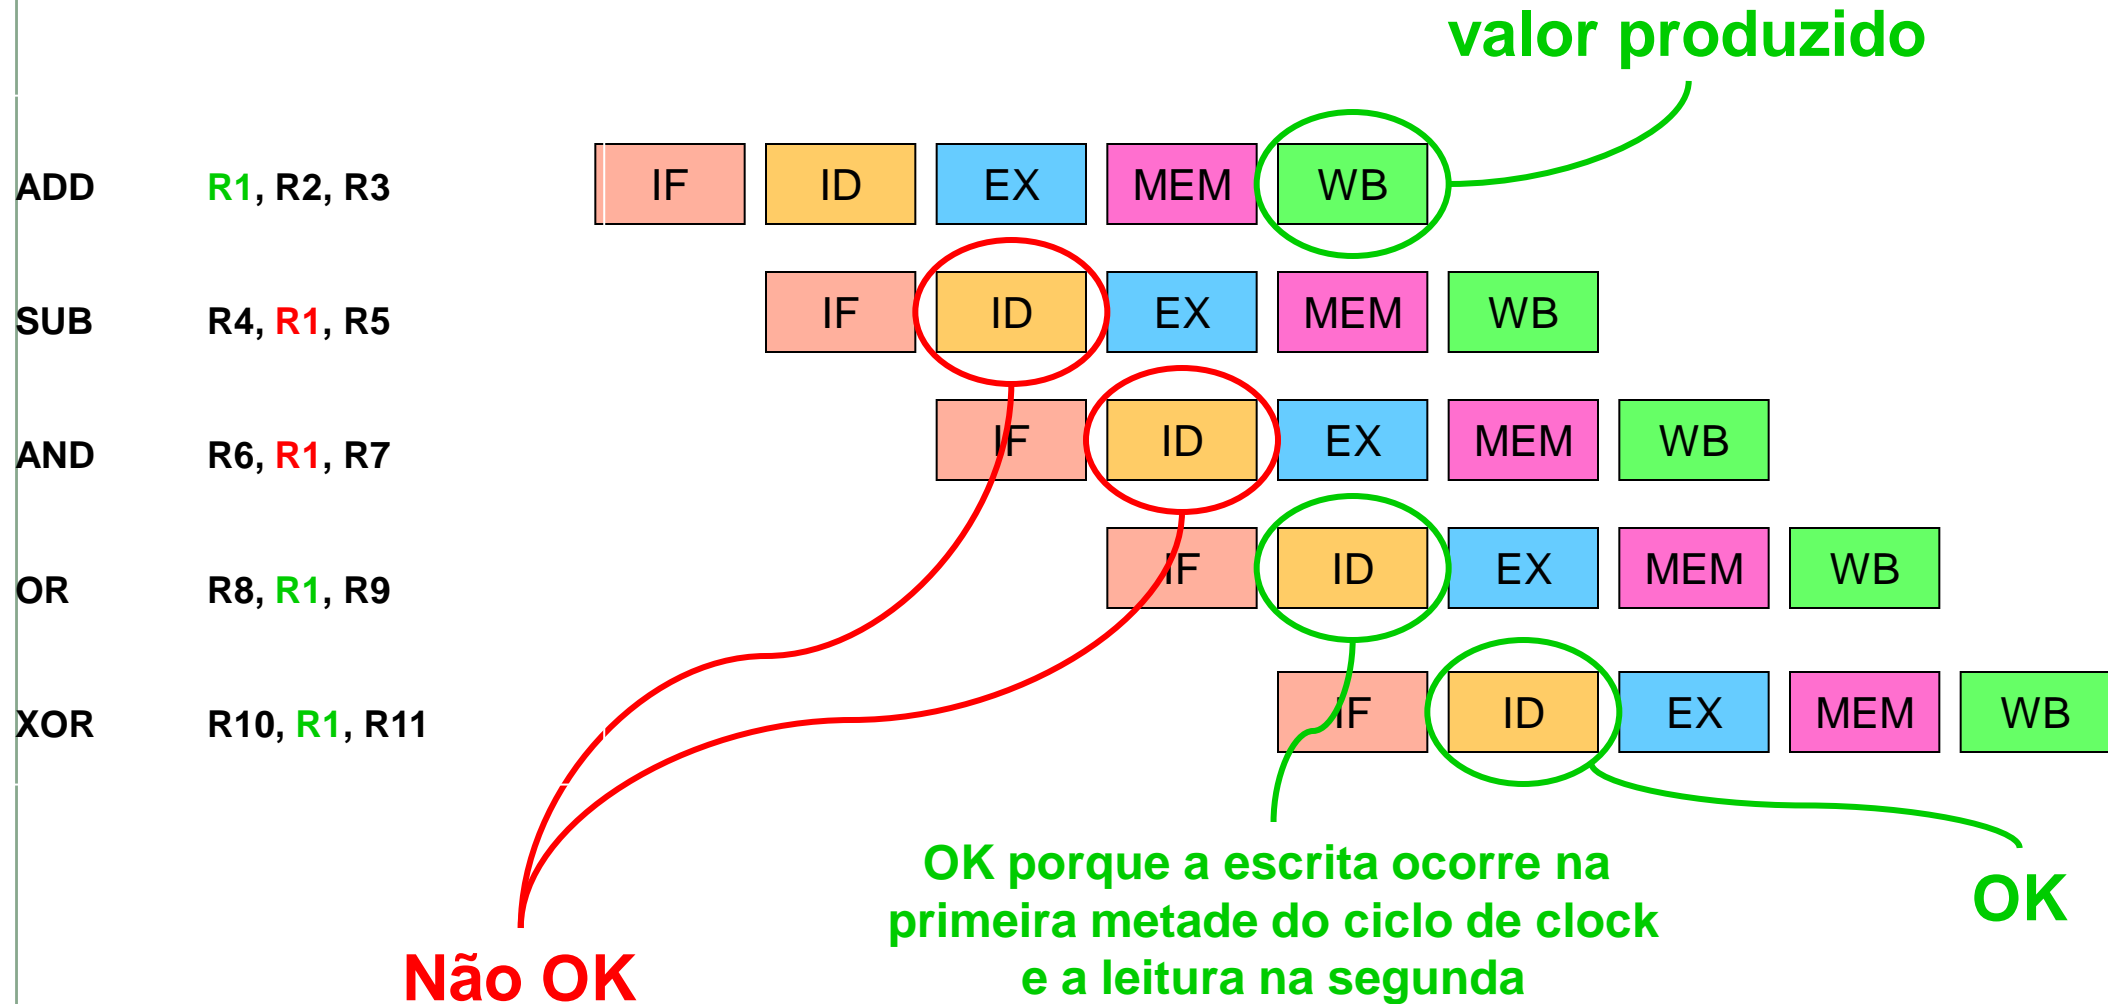 valor produzido
ADD R1, R2, R3 IF ID EX MEM WB
SUB R4, R1, R5 IF ID EX MEM WB
AND R6, R1, R7 IF ID EX MEM WB
OR R8, R1, R9 IF ID EX MEM WB
XOR R10, R1, R11 IF ID EX MEM WB
OK porque a escrita ocorre na
primeira metade do ciclo de clock
e a leitura na segunda
OK
Não OK